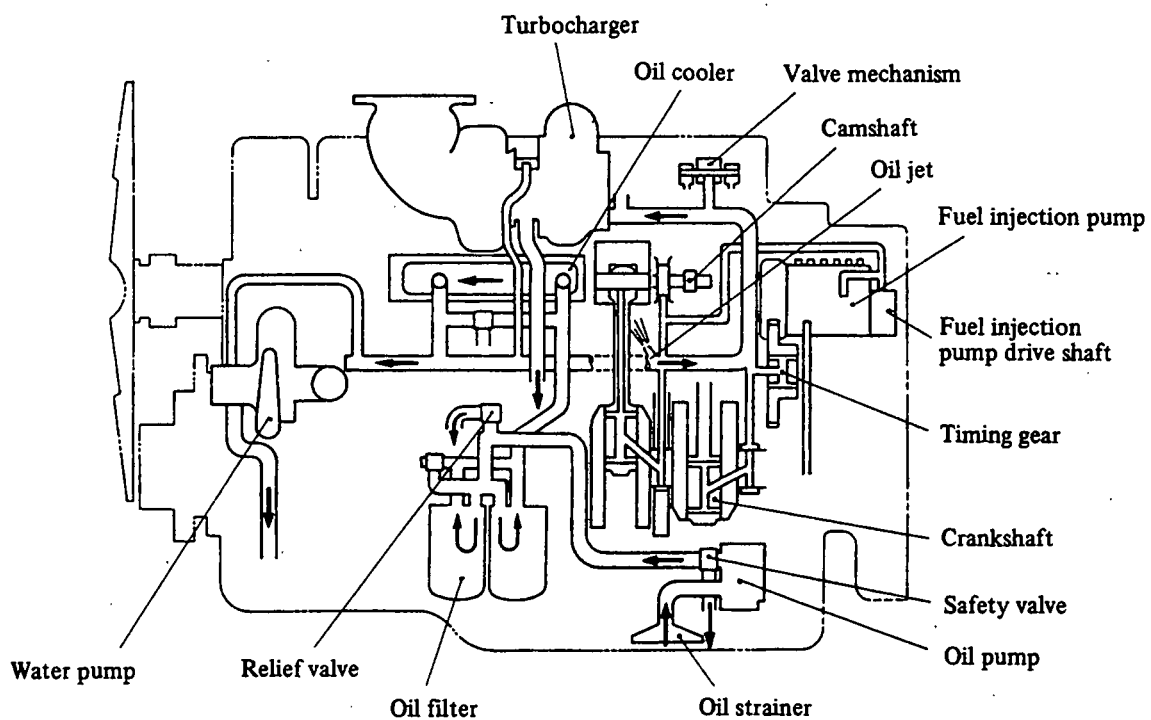 Turbocharger
Oil cooler
Valve mechanism
Camshaft
Oil jet
Fuel injection pump
Fuel injection
pump drive shaft
Timing gear
Crankshaft
Safety valve
Oil pump
Water pump
Relief valve
Oil filter
Oil strainer